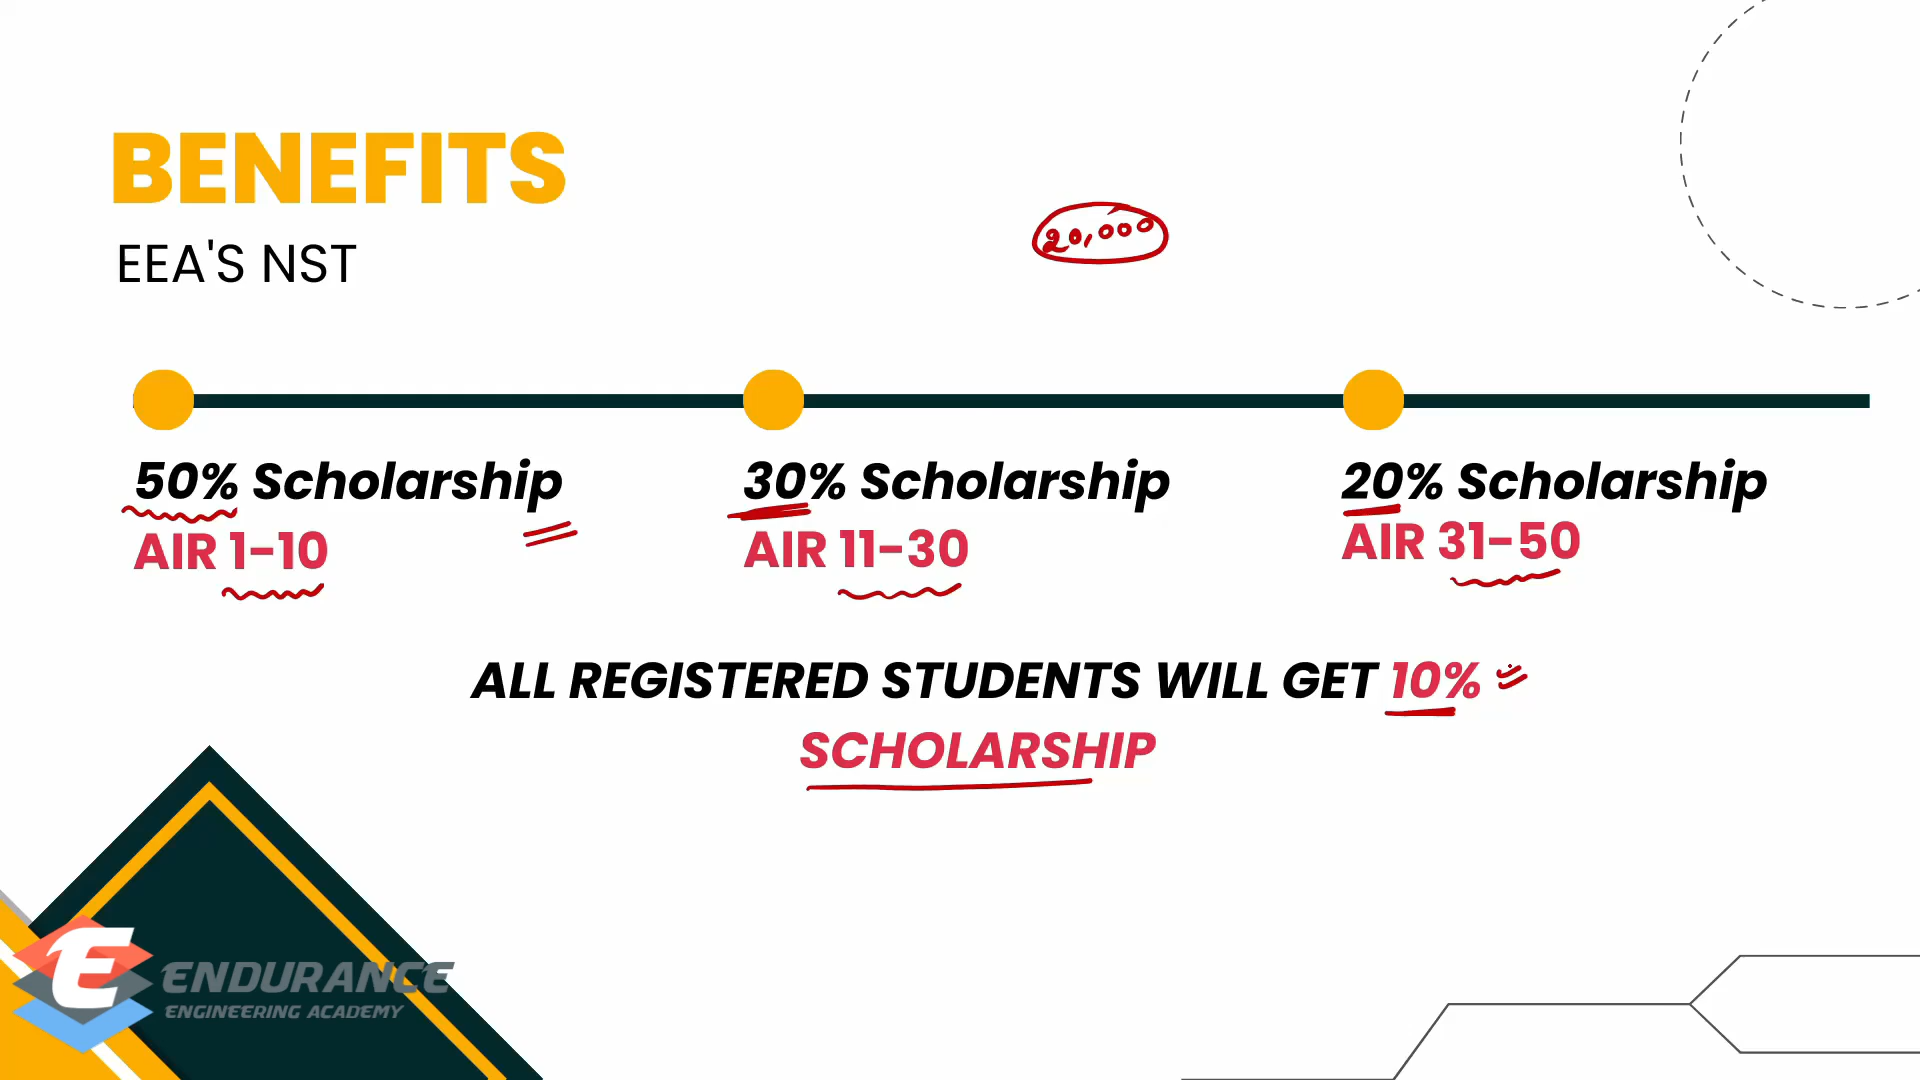 BENEFITS
EEA'S NST
20,000
50% Scholarship
AIR 1-10
30% Scholarship
AIR 11-30
20% Scholarship
AIR 31-50
ALL REGISTERED STUDENTS WILL GET 10%
SCHOLARSHIP
E ENDURANCE
ENGINEERING ACADEMY